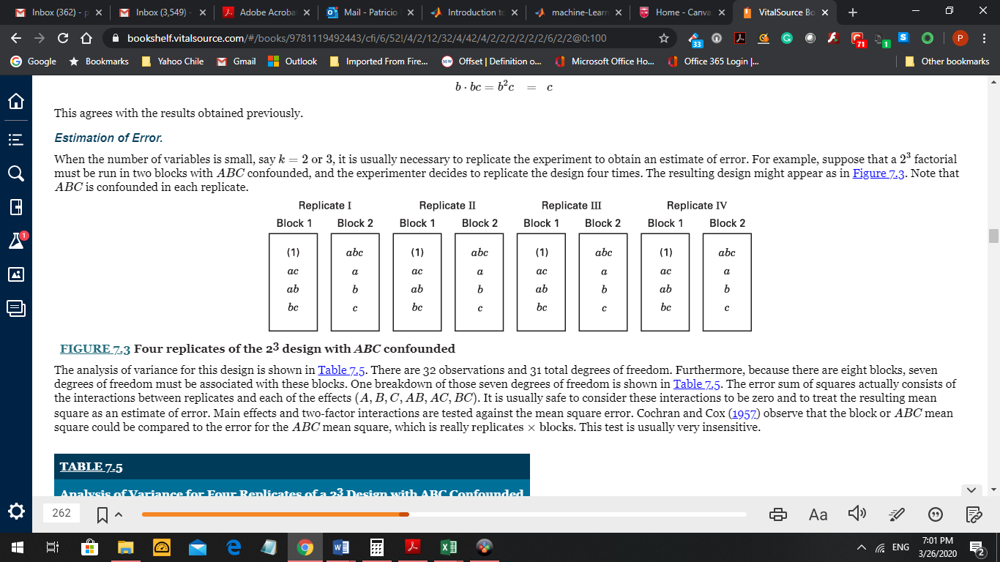 Inbox (362) - p
Inbox (3,549) -
Adobe Acroba
Mail - Patricio
Introduction to
machine-Learn
Home - Canva
VitalSource Bo
bookshelf.vitalsource.com/#/books/9781119492443/cfi/6/52!/4/2/12/32/4/42/4/2/2/2/2/2/2/6/2/2@0:100
33
71
1
S
P
Google
Bookmarks
Yahoo Chile
Gmail
Outlook
Imported From Fire...
Offset | Definition o...
Microsoft Office Ho...
Office 365 Login |...
Other bookmarks
b · bc = b²c = c
This agrees with the results obtained previously.
Estimation of Error.
When the number of variables is small, say k = 2 or 3, it is usually necessary to replicate the experiment to obtain an estimate of error. For example, suppose that a 2³ factorial
must be run in two blocks with ABC confounded, and the experimenter decides to replicate the design four times. The resulting design might appear as in Figure 7.3. Note that
ABC is confounded in each replicate.
Replicate I Replicate II Replicate III Replicate IV
Block 1 Block 2 Block 1 Block 2 Block 1 Block 2 Block 1 Block 2
(1) abc (1) abc (1) abc (1) abc
ac a ac a ac a ac a
ab b ab b ab b ab b
bc c bc c bc c bc c
FIGURE 7.3 Four replicates of the 2³ design with ABC confounded
The analysis of variance for this design is shown in Table 7.5. There are 32 observations and 31 total degrees of freedom. Furthermore, because there are eight blocks, seven
degrees of freedom must be associated with these blocks. One breakdown of those seven degrees of freedom is shown in Table 7.5. The error sum of squares actually consists of
the interactions between replicates and each of the effects (A, B, C, AB, AC, BC). It is usually safe to consider these interactions to be zero and to treat the resulting mean
square as an estimate of error. Main effects and two-factor interactions are tested against the mean square error. Cochran and Cox (1957) observe that the block or ABC mean
square could be compared to the error for the ABC mean square, which is really replicates × blocks. This test is usually very insensitive.
TABLE 7.5
Analysis of Variance for Four Replicates of a 2³ Design with ABC Confounded
1
262
Aa
ENG
7:01 PM
3/26/2020
2